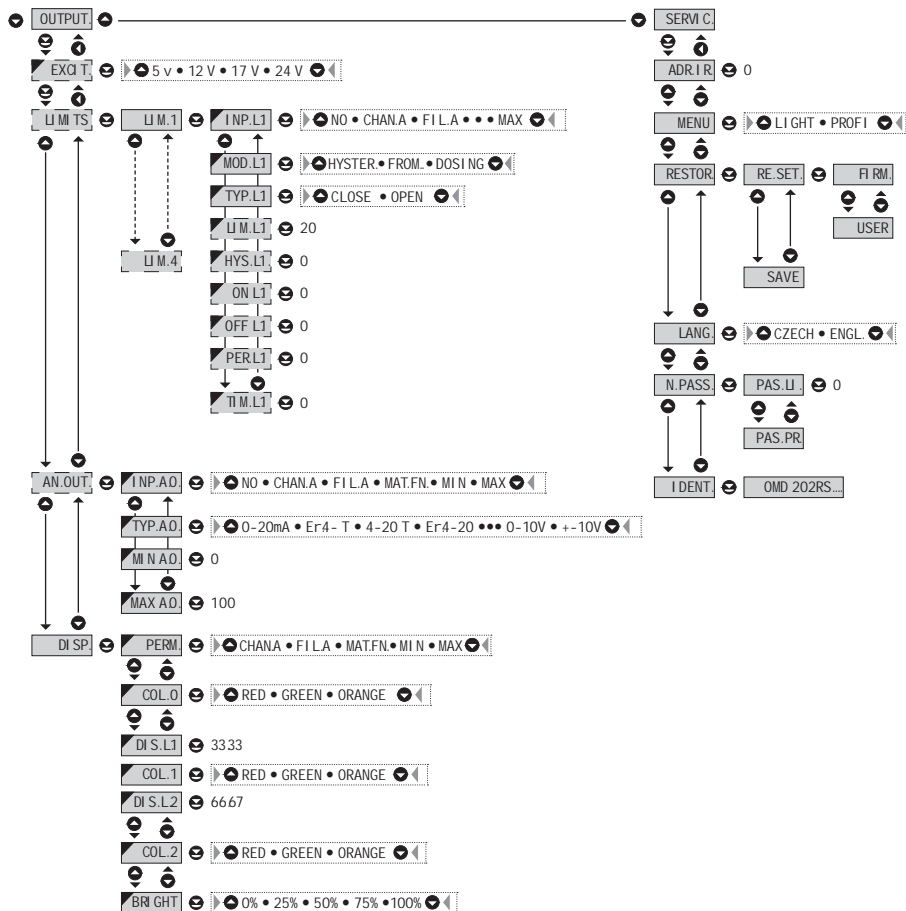 OUTPUT.
EXCIT.
5 v • 12 V • 17 V • 24 V
LIMITS
LIM.1
INP.L1
NO • CHAN.A • FIL.A • • • MAX
MOD.L1
HYSTER. • FROM.. • DOSING
TYP.L1
CLOSE • OPEN
LIM.L1
20
HYS.L1
0
LIM.4
ON L1
0
OFF L1
0
PER.L1
0
TIM.L1
0
AN.OUT.
INP.A.O.
NO • CHAN.A • FIL.A • MAT.FN. • MIN • MAX
TYP.A.O.
0-20mA • Er4- T • 4-20 T • Er4-20 ••• 0-10V • +-10V
MIN A.O.
0
MAX A.O.
100
DISP.
PERM.
CHAN.A • FIL.A • MAT.FN. • MIN • MAX
COL.0
RED • GREEN • ORANGE
DIS.L1
3333
COL.1
RED • GREEN • ORANGE
DIS.L2
6667
COL.2
RED • GREEN • ORANGE
BRIGHT
0% • 25% • 50% • 75% • 100%
SERVIC.
ADR.IR.
0
MENU
LIGHT • PROFI
RESTOR.
RE.SET.
FIRM.
USER
SAVE
LANG.
CZECH • ENGL.
N.PASS.
PAS.LI.
0
PAS.PR.
IDENT.
OMD 202RS....